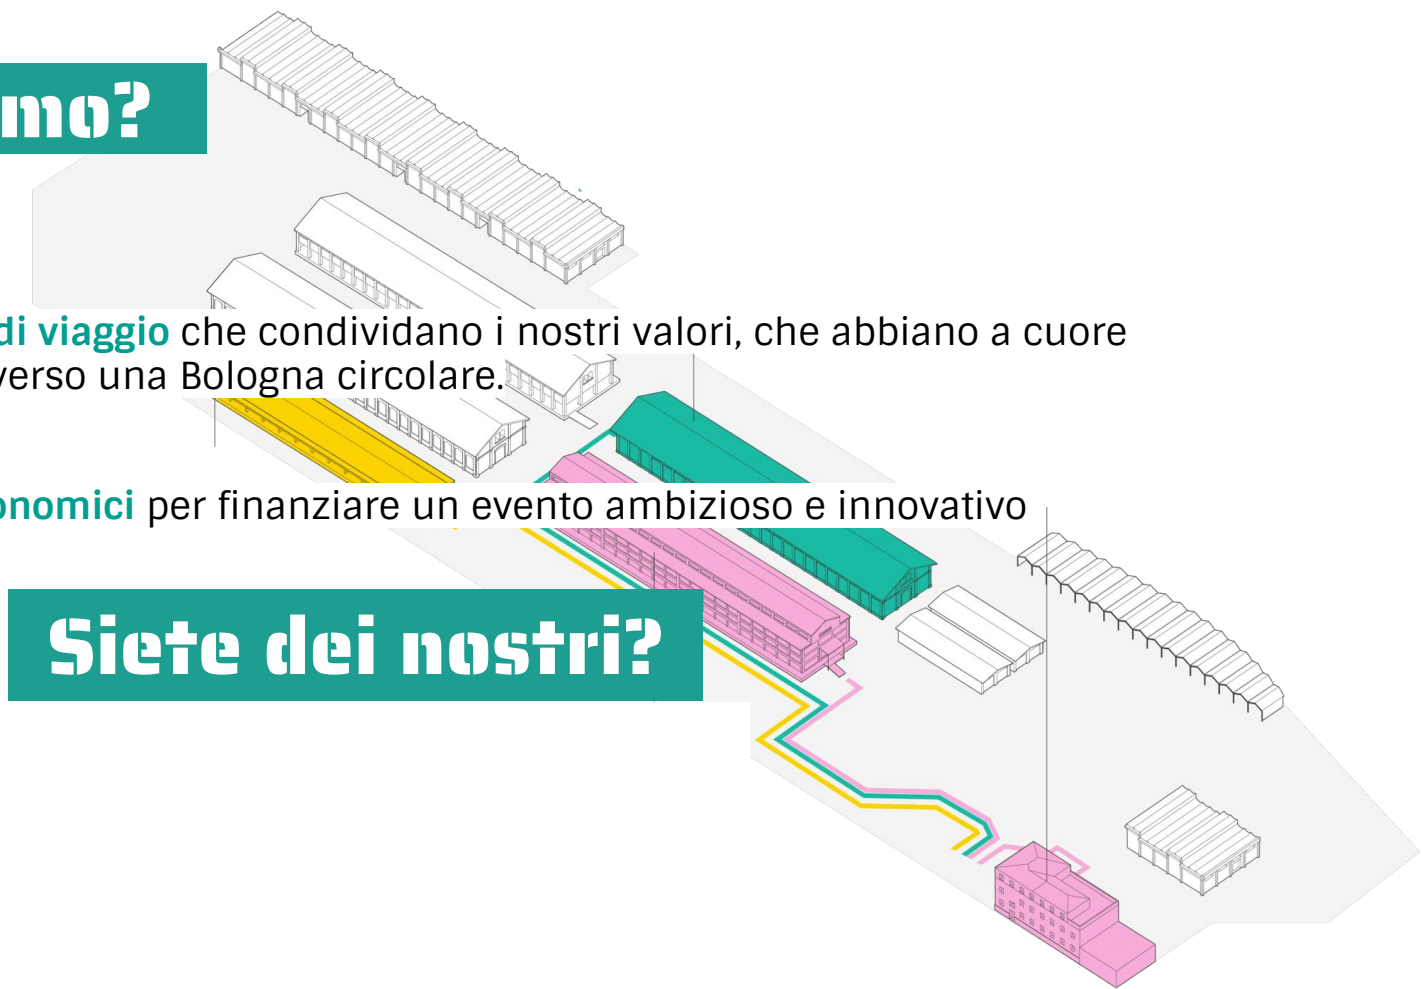 mo?
di viaggio che condividano i nostri valori, che abbiano a cuore
verso una Bologna circolare.
onomici per finanziare un evento ambizioso e innovativo
Siete dei nostri?